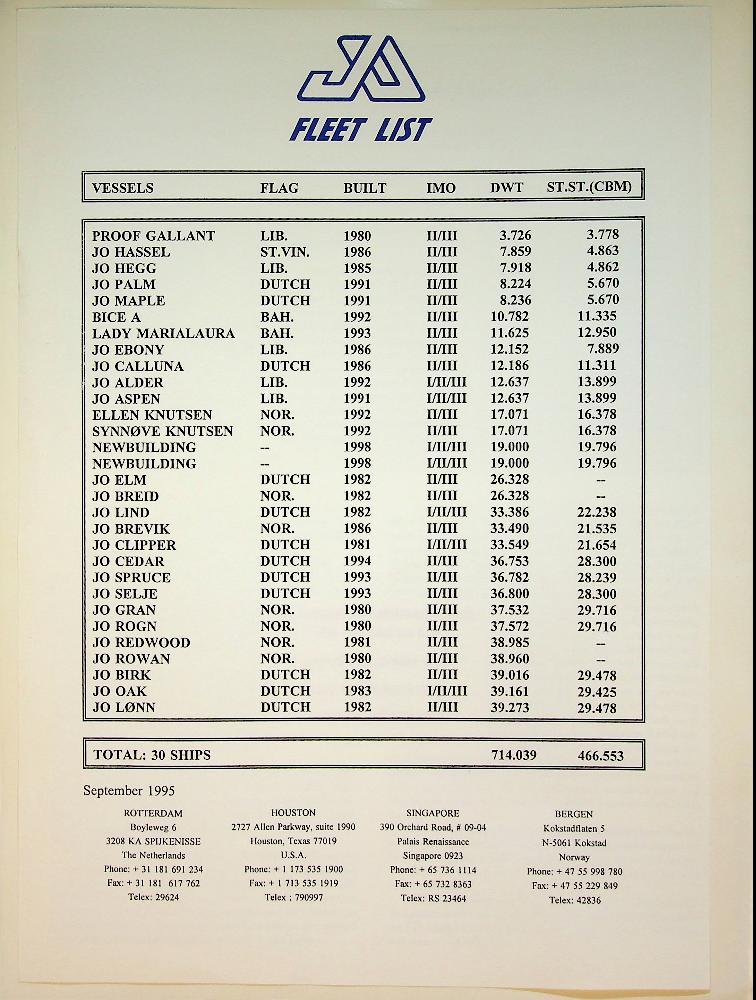 JO
FLEET LIST
VESSELS FLAG BUILT IMO DWT ST.ST.(CBM)
PROOF GALLANT LIB. 1980 II/III 3.726 3.778
JO HASSEL ST.VIN. 1986 II/III 7.859 4.863
JO HEGG LIB. 1985 II/III 7.918 4.862
JO PALM DUTCH 1991 II/III 8.224 5.670
JO MAPLE DUTCH 1991 II/III 8.236 5.670
BICE A BAH. 1992 II/III 10.782 11.335
LADY MARIALAURA BAH. 1993 II/III 11.625 12.950
JO EBONY LIB. 1986 II/III 12.152 7.889
JO CALLUNA DUTCH 1986 II/III 12.186 11.311
JO ALDER LIB. 1992 I/II/III 12.637 13.899
JO ASPEN LIB. 1991 I/II/III 12.637 13.899
ELLEN KNUTSEN NOR. 1992 II/III 17.071 16.378
SYNNØVE KNUTSEN NOR. 1992 II/III 17.071 16.378
NEWBUILDING -- 1998 I/II/III 19.000 19.796
NEWBUILDING -- 1998 I/II/III 19.000 19.796
JO ELM DUTCH 1982 II/III 26.328 --
JO BREID NOR. 1982 II/III 26.328 --
JO LIND DUTCH 1982 I/II/III 33.386 22.238
JO BREVIK NOR. 1986 II/III 33.490 21.535
JO CLIPPER DUTCH 1981 I/II/III 33.549 21.654
JO CEDAR DUTCH 1994 II/III 36.753 28.300
JO SPRUCE DUTCH 1993 II/III 36.782 28.239
JO SELJE DUTCH 1993 II/III 36.800 28.300
JO GRAN NOR. 1980 II/III 37.532 29.716
JO ROGN NOR. 1980 II/III 37.572 29.716
JO REDWOOD NOR. 1981 II/III 38.985 --
JO ROWAN NOR. 1980 II/III 38.960 --
JO BIRK DUTCH 1982 II/III 39.016 29.478
JO OAK DUTCH 1983 I/II/III 39.161 29.425
JO LØNN DUTCH 1982 II/III 39.273 29.478
TOTAL: 30 SHIPS 714.039 466.553
September 1995
ROTTERDAM
Boyleweg 6
3208 KA SPIJKENISSE
The Netherlands
Phone: + 31 181 691 234
Fax: + 31 181 617 762
Telex: 29624
HOUSTON
2727 Allen Parkway, suite 1990
Houston, Texas 77019
U.S.A.
Phone: + 1 173 535 1900
Fax: + 1 713 535 1919
Telex : 790997
SINGAPORE
390 Orchard Road, # 09-04
Palais Renaissance
Singapore 0923
Phone: + 65 736 1114
Fax: + 65 732 8363
Telex: RS 23464
BERGEN
Kokstadflaten 5
N-5061 Kokstad
Norway
Phone: + 47 55 998 780
Fax: + 47 55 229 849
Telex: 42836